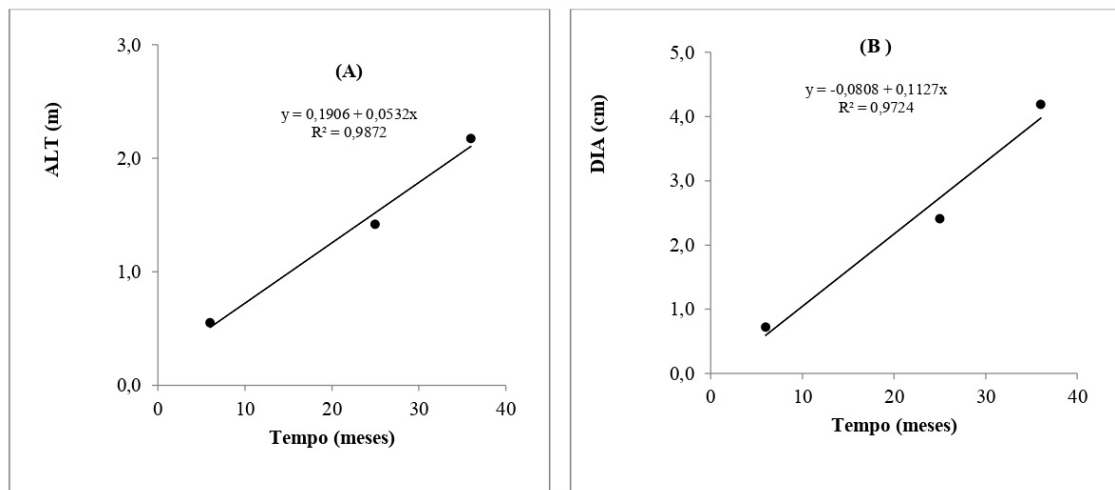 (A)
y = 0,1906 + 0,0532x
R² = 0,9872
ALT (m)
3,0
2,0
1,0
0,0
0
10
20
30
40
Tempo (meses)
(B )
y = -0,0808 + 0,1127x
R² = 0,9724
DIA (cm)
5,0
4,0
3,0
2,0
1,0
0,0
0
10
20
30
40
Tempo (meses)